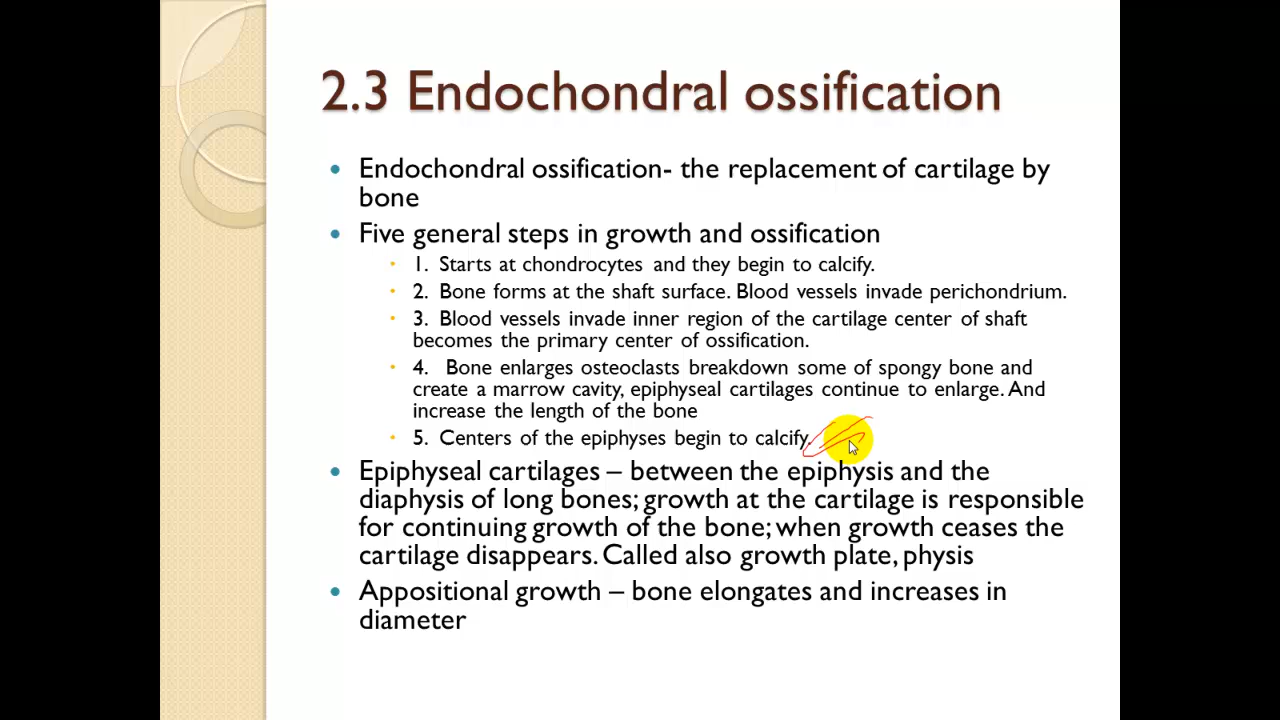 2.3 Endochondral ossification
• Endochondral ossification- the replacement of cartilage by
bone
• Five general steps in growth and ossification
• 1. Starts at chondrocytes and they begin to calcify.
• 2. Bone forms at the shaft surface. Blood vessels invade perichondrium.
• 3. Blood vessels invade inner region of the cartilage center of shaft
becomes the primary center of ossification.
• 4. Bone enlarges osteoclasts breakdown some of spongy bone and
create a marrow cavity, epiphyseal cartilages continue to enlarge. And
increase the length of the bone
• 5. Centers of the epiphyses begin to calcify.
• Epiphyseal cartilages – between the epiphysis and the
diaphysis of long bones; growth at the cartilage is responsible
for continuing growth of the bone; when growth ceases the
cartilage disappears. Called also growth plate, physis
• Appositional growth – bone elongates and increases in
diameter